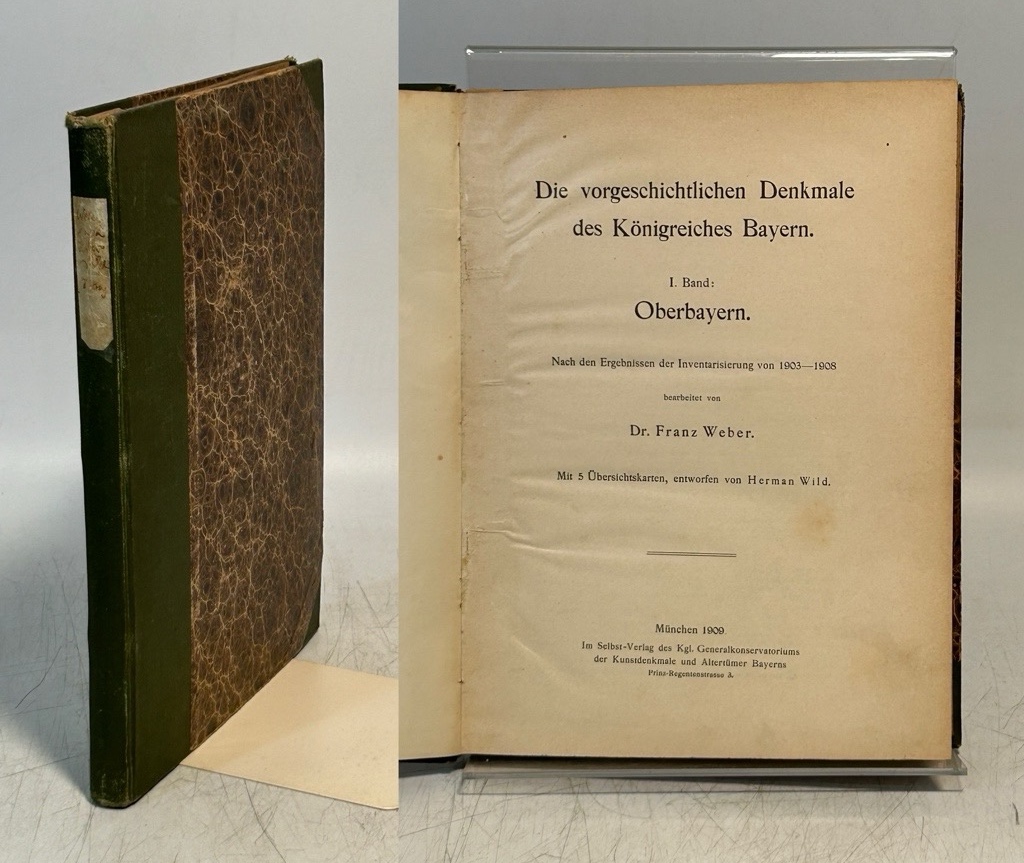 Die vorgeschichtlichen Denkmale
des Königreiches Bayern.
I. Band:
Oberbayern.
Nach den Ergebnissen der Inventarisierung von 1903—1908
bearbeitet von
Dr. Franz Weber.
Mit 5 Übersichtskarten, entworfen von Herman Wild.
München 1909.
Im Selbst-Verlag des Kgl. Generalkonservatoriums
der Kunstdenkmale und Altertümer Bayerns
Prinz-Regentenstrasse 3.